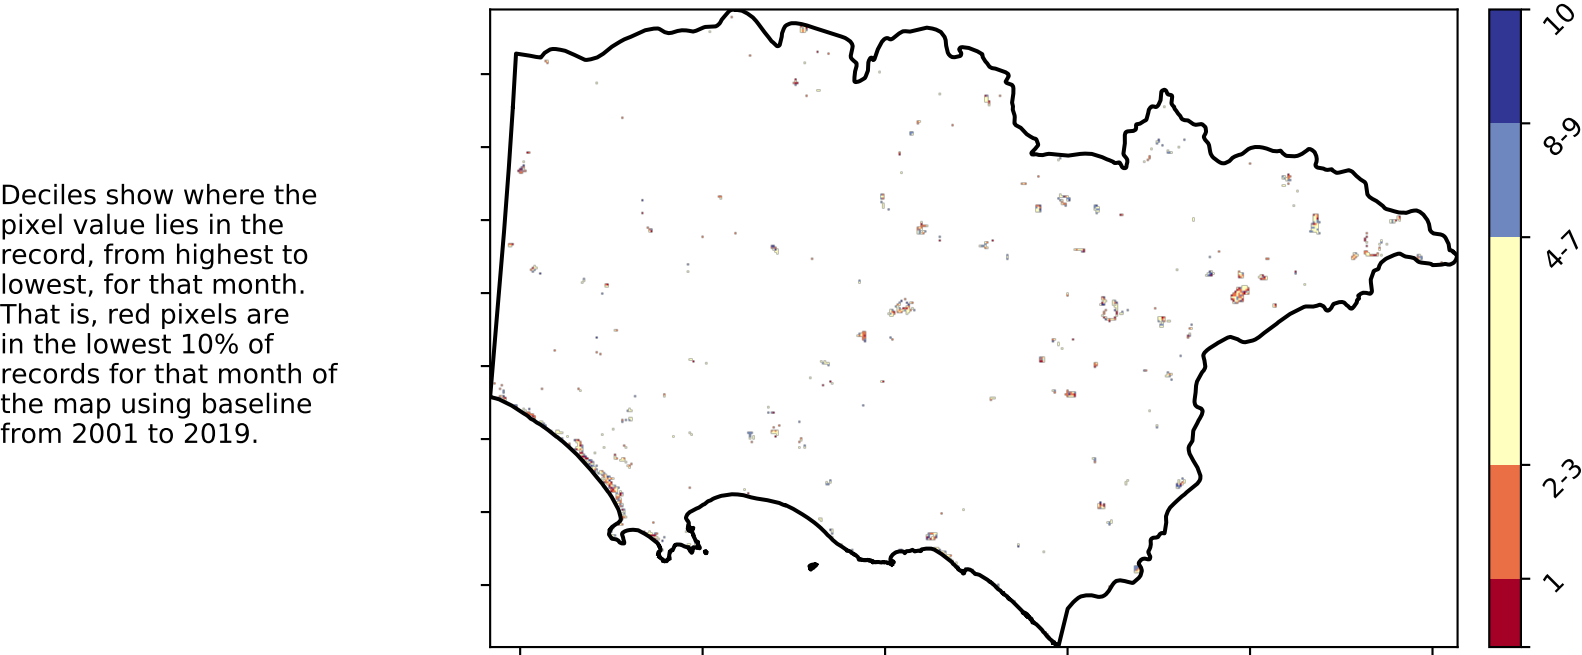 Deciles show where the
pixel value lies in the
record, from highest to
lowest, for that month.
That is, red pixels are
in the lowest 10% of
records for that month of
the map using baseline
from 2001 to 2019.
10
8-9
4-7
2-3
1